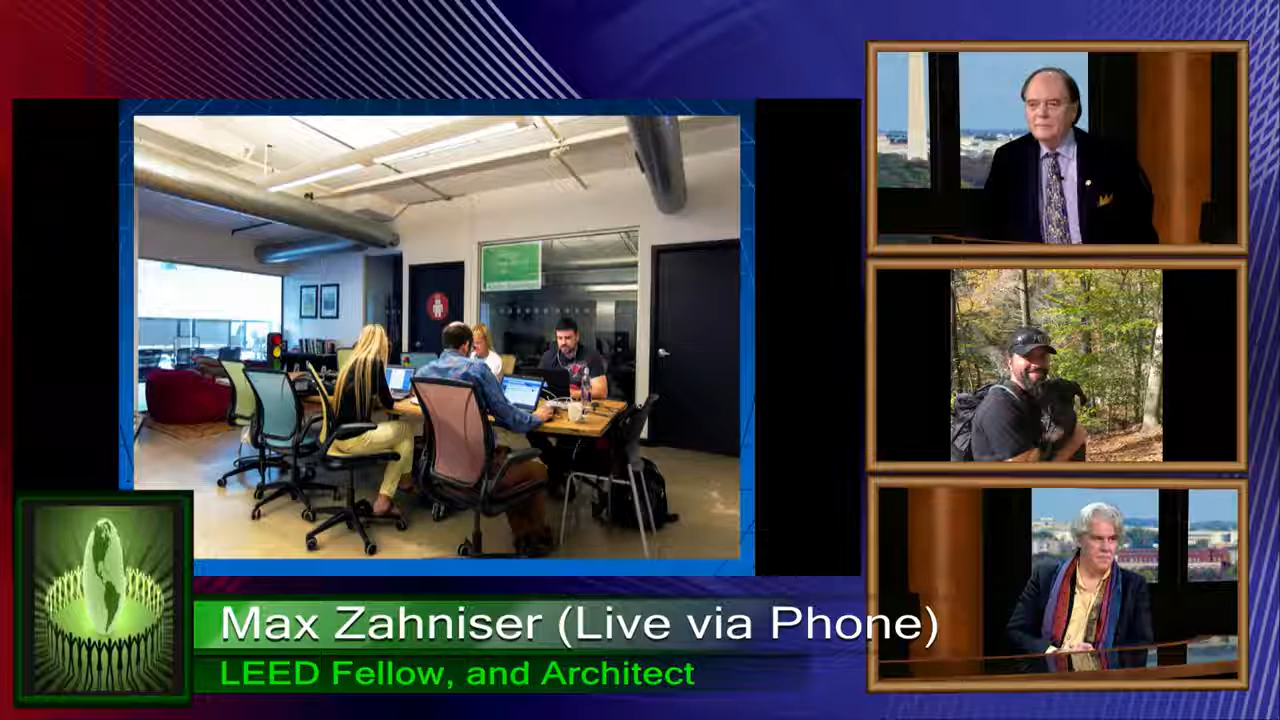 Max Zahniser (Live via Phone)
LEED Fellow, and Architect